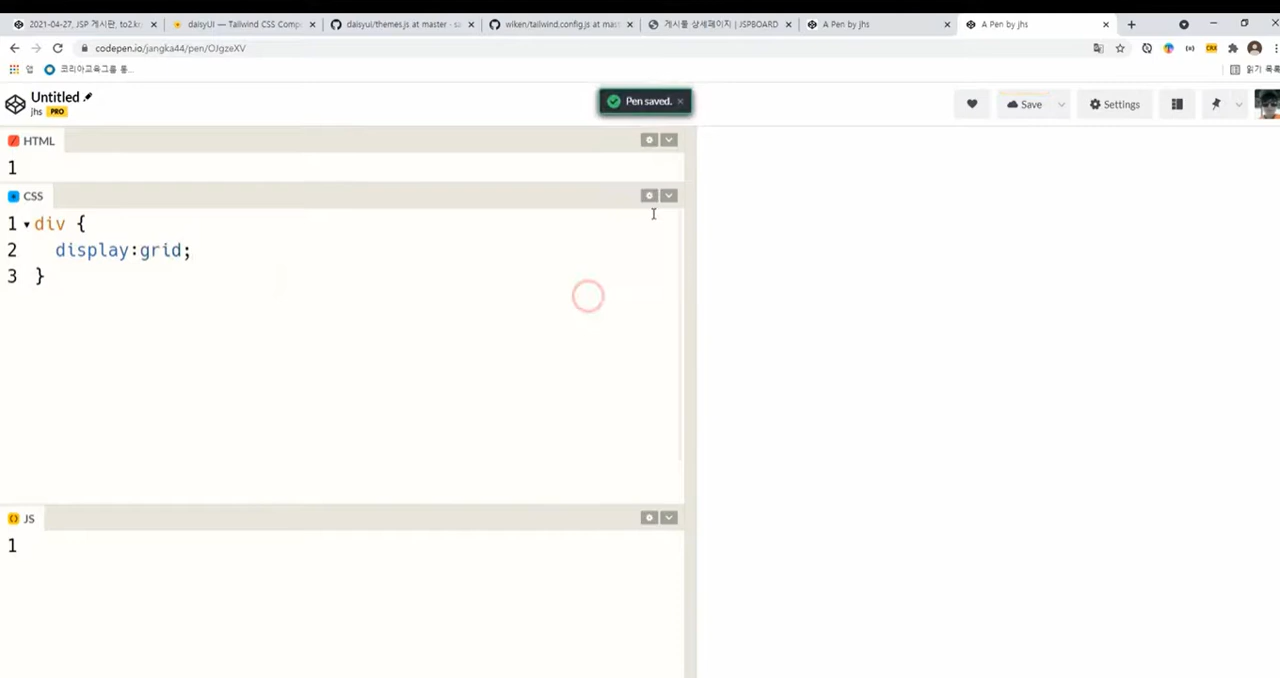 2021-04-27, JSP 게시판, to2.kr
daisyUI — Tailwind CSS Comp
daisyui/themes.js at master · sa
wiken/tailwind.config.js at mast
게시물 상세페이지 | JSPBOARD
A Pen by jhs
A Pen by jhs
codepen.io/jangka44/pen/OJgzeXV
앱
코리아교육그룹 통...
읽기 목록
Untitled
jhs PRO
Pen saved. ×
Save
Settings
HTML
1
CSS
1 div {
2 display:grid;
3 }
JS
1